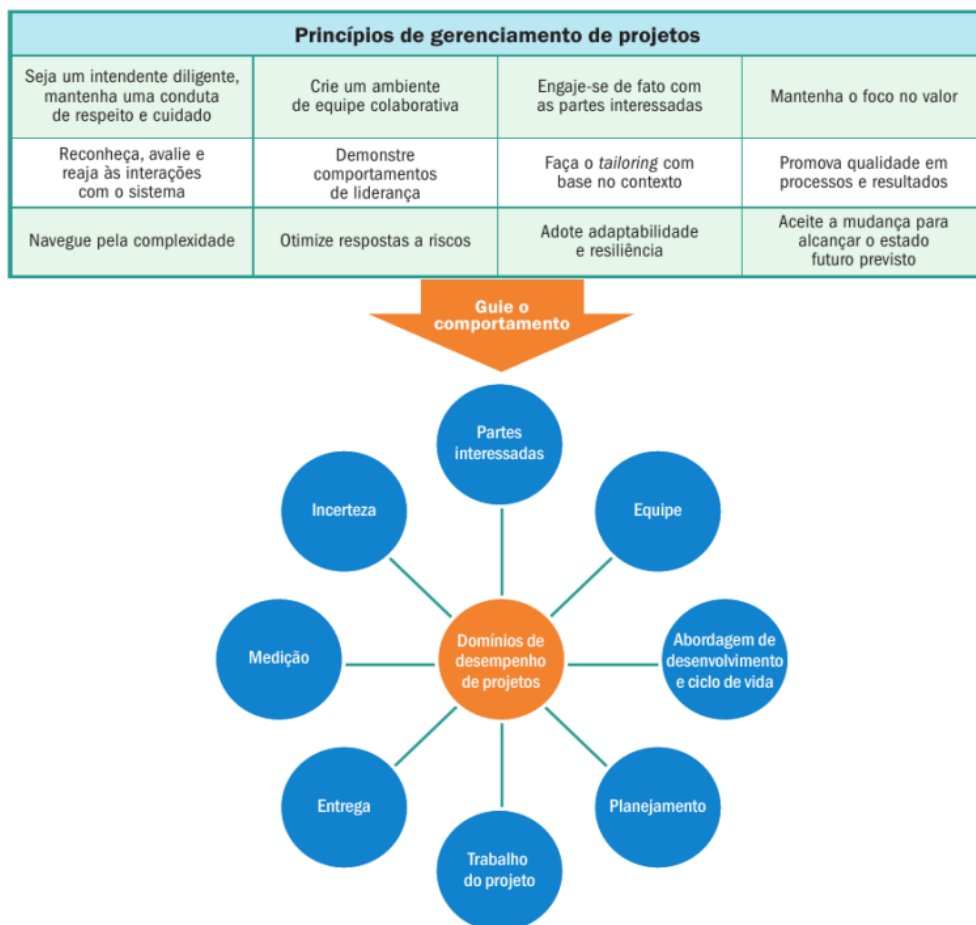 Princípios de gerenciamento de projetos
Seja um intendente diligente,
mantenha uma conduta
de respeito e cuidado
Crie um ambiente
de equipe colaborativa
Engaje-se de fato com
as partes interessadas
Mantenha o foco no valor
Reconheça, avalie e
reaja às interações
com o sistema
Demonstre
comportamentos
de liderança
Faça o tailoring com
base no contexto
Promova qualidade em
processos e resultados
Navegue pela complexidade
Otimize respostas a riscos
Adote adaptabilidade
e resiliência
Aceite a mudança para
alcançar o estado
futuro previsto
Guie o
comportamento
Partes
interessadas
Incerteza
Equipe
Medição
Domínios de
desempenho
de projetos
Abordagem de
desenvolvimento
e ciclo de vida
Entrega
Planejamento
Trabalho
do projeto